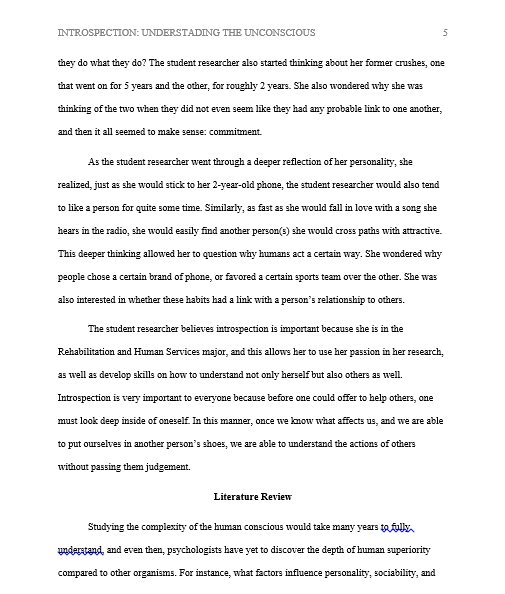 INTROSPECTION: UNDERSTADING THE UNCONSCIOUS 5
they do what they do? The student researcher also started thinking about her former crushes, one
that went on for 5 years and the other, for roughly 2 years. She also wondered why she was
thinking of the two when they did not even seem like they had any probable link to one another,
and then it all seemed to make sense: commitment.
As the student researcher went through a deeper reflection of her personality, she
realized, just as she would stick to her 2-year-old phone, the student researcher would also tend
to like a person for quite some time. Similarly, as fast as she would fall in love with a song she
hears in the radio, she would easily find another person(s) she would cross paths with attractive.
This deeper thinking allowed her to question why humans act a certain way. She wondered why
people chose a certain brand of phone, or favored a certain sports team over the other. She was
also interested in whether these habits had a link with a person's relationship to others.
The student researcher believes introspection is important because she is in the
Rehabilitation and Human Services major, and this allows her to use her passion in her research,
as well as develop skills on how to understand not only herself but also others as well.
Introspection is very important to everyone because before one could offer to help others, one
must look deep inside of oneself. In this manner, once we know what affects us, and we are able
to put ourselves in another person's shoes, we are able to understand the actions of others
without passing them judgement.
Literature Review
Studying the complexity of the human conscious would take many years to fully
understand, and even then, psychologists have yet to discover the depth of human superiority
compared to other organisms. For instance, what factors influence personality, sociability, and